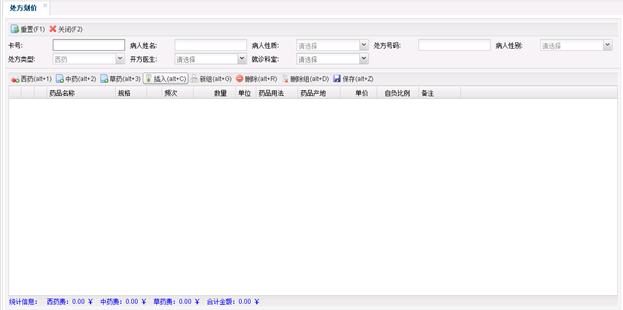 处方划价
重置(F1) 关闭(F2)
卡号: 病人姓名: 病人性质: 请选择 处方号码: 病人性别: 请选择
处方类型: 西药 开方医生: 请选择 就诊科室: 请选择
西药(alt+1) 中药(alt+2) 草药(alt+3) 插入(alt+C) 新组(alt+G) 删除(alt+R) 删除组(alt+D) 保存(alt+Z)
药品名称 规格 频次 数量 单位 药品用法 药品产地 单价 自负比例 备注
统计信息: 西药费: 0.00 ¥ 中药费: 0.00 ¥ 草药费: 0.00 ¥ 合计金额: 0.00 ¥